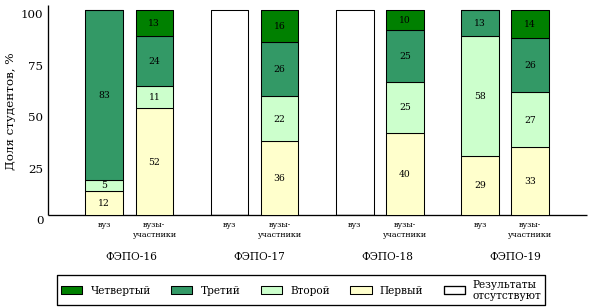 Доля студентов, %
100
75
50
25
0
83
5
12
13
24
11
52
16
26
22
36
10
25
25
40
13
58
29
14
26
27
33
вуз
вузы-
участники
вуз
вузы-
участники
вуз
вузы-
участники
вуз
вузы-
участники
ФЭПО-16
ФЭПО-17
ФЭПО-18
ФЭПО-19
Четвертый
Третий
Второй
Первый
Результаты
отсутствуют